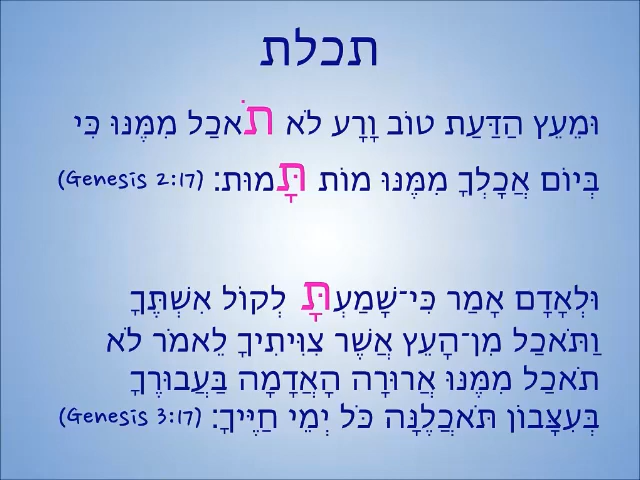 תכלת
וּמֵעֵץ הַדַּעַת טוֹב וָרָע לֹא תֹאכַל מִמֶּנּוּ כִּי
בְּיוֹם אֲכָלְךָ מִמֶּנּוּ מוֹת תָּמוּת: (Genesis 2:17)
וּלְאָדָם אָמַר כִּי־שָׁמַעְתָּ לְקוֹל אִשְׁתֶּךָ
וַתֹּאכַל מִן־הָעֵץ אֲשֶׁר צִוִּיתִיךָ לֵאמֹר לֹא
תֹאכַל מִמֶּנּוּ אֲרוּרָה הָאֲדָמָה בַּעֲבוּרֶךָ
בְּעִצָּבוֹן תֹּאכֲלֶנָּה כֹּל יְמֵי חַיֶּיךָ: (Genesis 3:17)